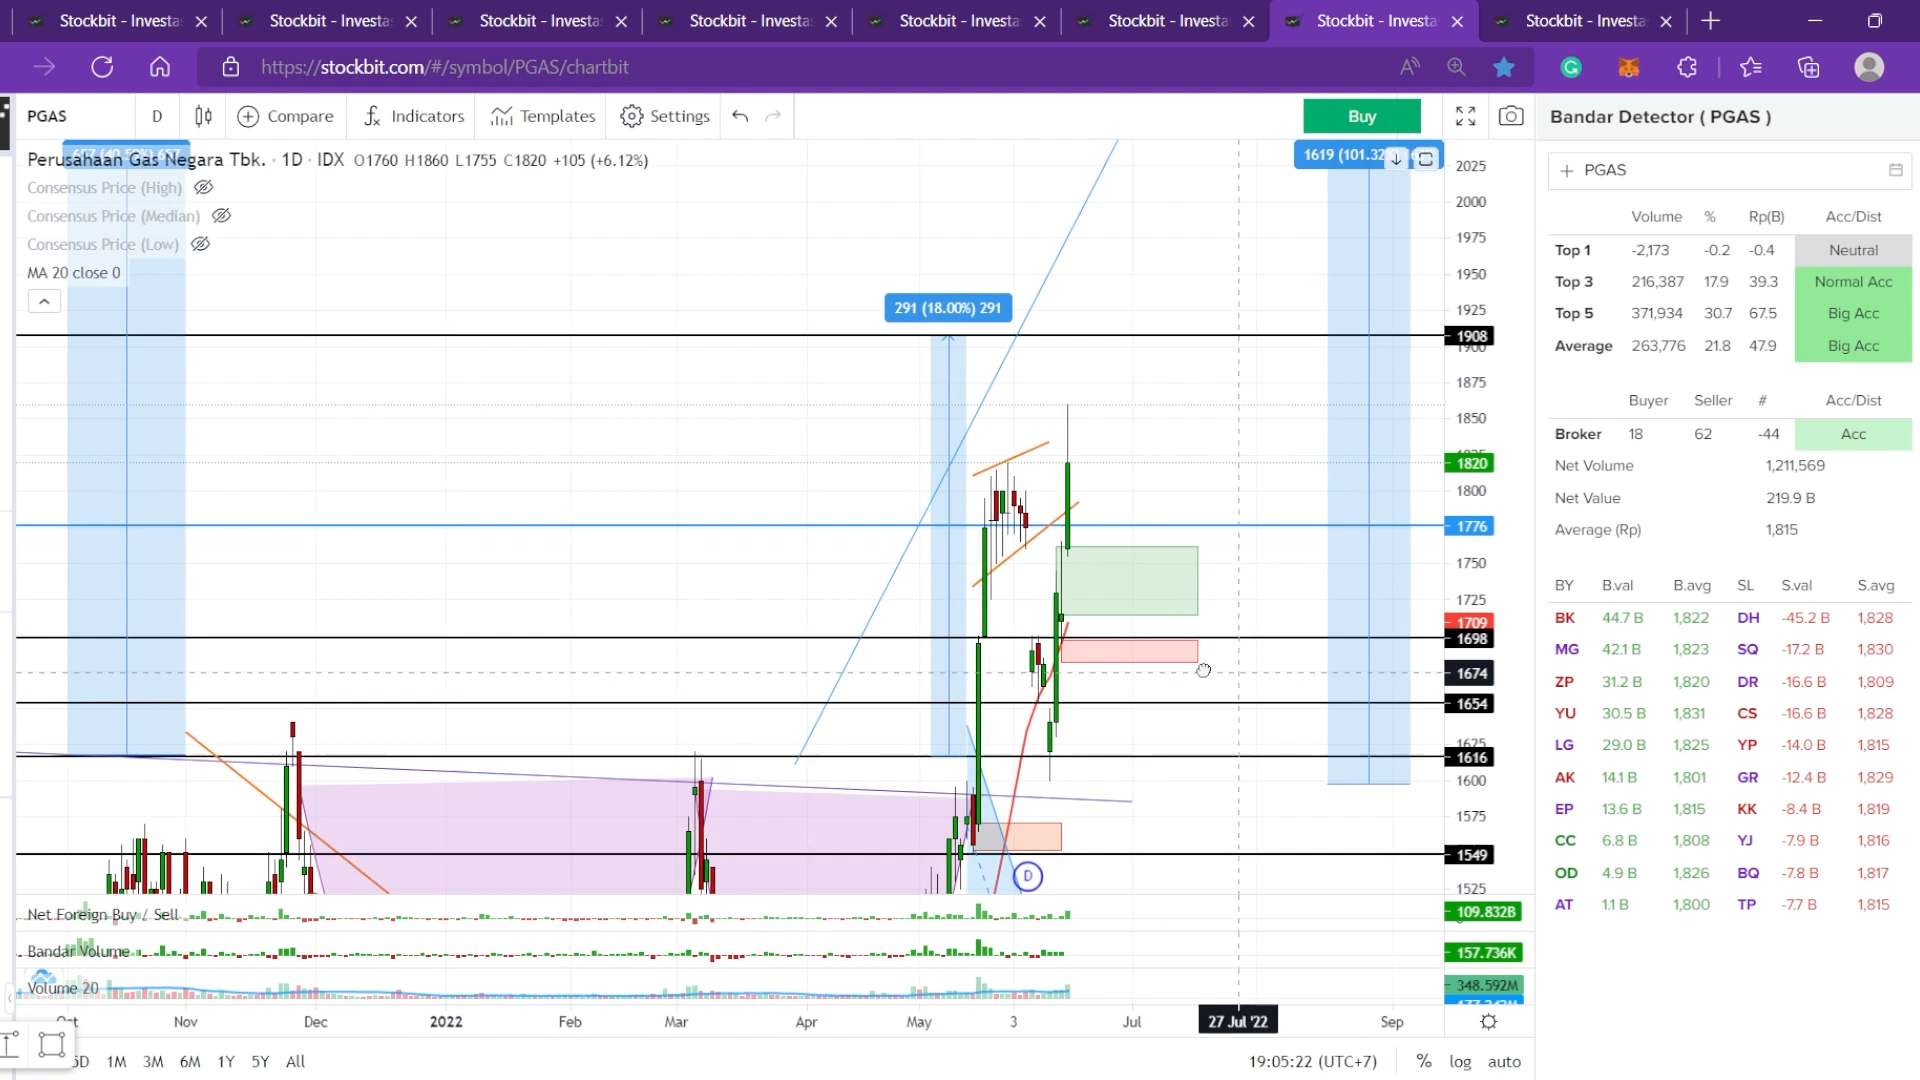 Stockbit - Investa
Stockbit - Investa
Stockbit - Investa
Stockbit - Investa
Stockbit - Investa
Stockbit - Investa
Stockbit - Investa
Stockbit - Investa
https://stockbit.com/#/symbol/PGAS/chartbit
PGAS D Compare Indicators Templates Settings Buy
Perusahaan Gas Negara Tbk. · 1D · IDX O1760 H1860 L1755 C1820 +105 (+6.12%)
Consensus Price (High)
Consensus Price (Median)
Consensus Price (Low)
MA 20 close 0
1619 (101.32
291 (18.00%) 291
2025
2000
1975
1950
1925
1908
1900
1875
1850
1820
1800
1776
1750
1725
1709
1698
1674
1654
1625
1616
1600
1575
1549
1525
D
Net Foreign Buy / Sell 109.832B
Bandar Volume 157.736K
Volume 20 348.592M
Nov Dec 2022 Feb Mar Apr May 3 Jul 27 Jul '22 Sep
5D 1M 3M 6M 1Y 5Y All 19:05:22 (UTC+7) % log auto
Bandar Detector ( PGAS )
PGAS
Volume % Rp(B) Acc/Dist
Top 1 -2,173 -0.2 -0.4 Neutral
Top 3 216,387 17.9 39.3 Normal Acc
Top 5 371,934 30.7 67.5 Big Acc
Average 263,776 21.8 47.9 Big Acc
Buyer Seller # Acc/Dist
Broker 18 62 -44 Acc
Net Volume 1,211,569
Net Value 219.9 B
Average (Rp) 1,815
BY B.val B.avg SL S.val S.avg
BK 44.7 B 1,822 DH -45.2 B 1,828
MG 42.1 B 1,823 SQ -17.2 B 1,830
ZP 31.2 B 1,820 DR -16.6 B 1,809
YU 30.5 B 1,831 CS -16.6 B 1,828
LG 29.0 B 1,825 YP -14.0 B 1,815
AK 14.1 B 1,801 GR -12.4 B 1,829
EP 13.6 B 1,815 KK -8.4 B 1,819
CC 6.8 B 1,808 YJ -7.9 B 1,816
OD 4.9 B 1,826 BQ -7.8 B 1,817
AT 1.1 B 1,800 TP -7.7 B 1,815